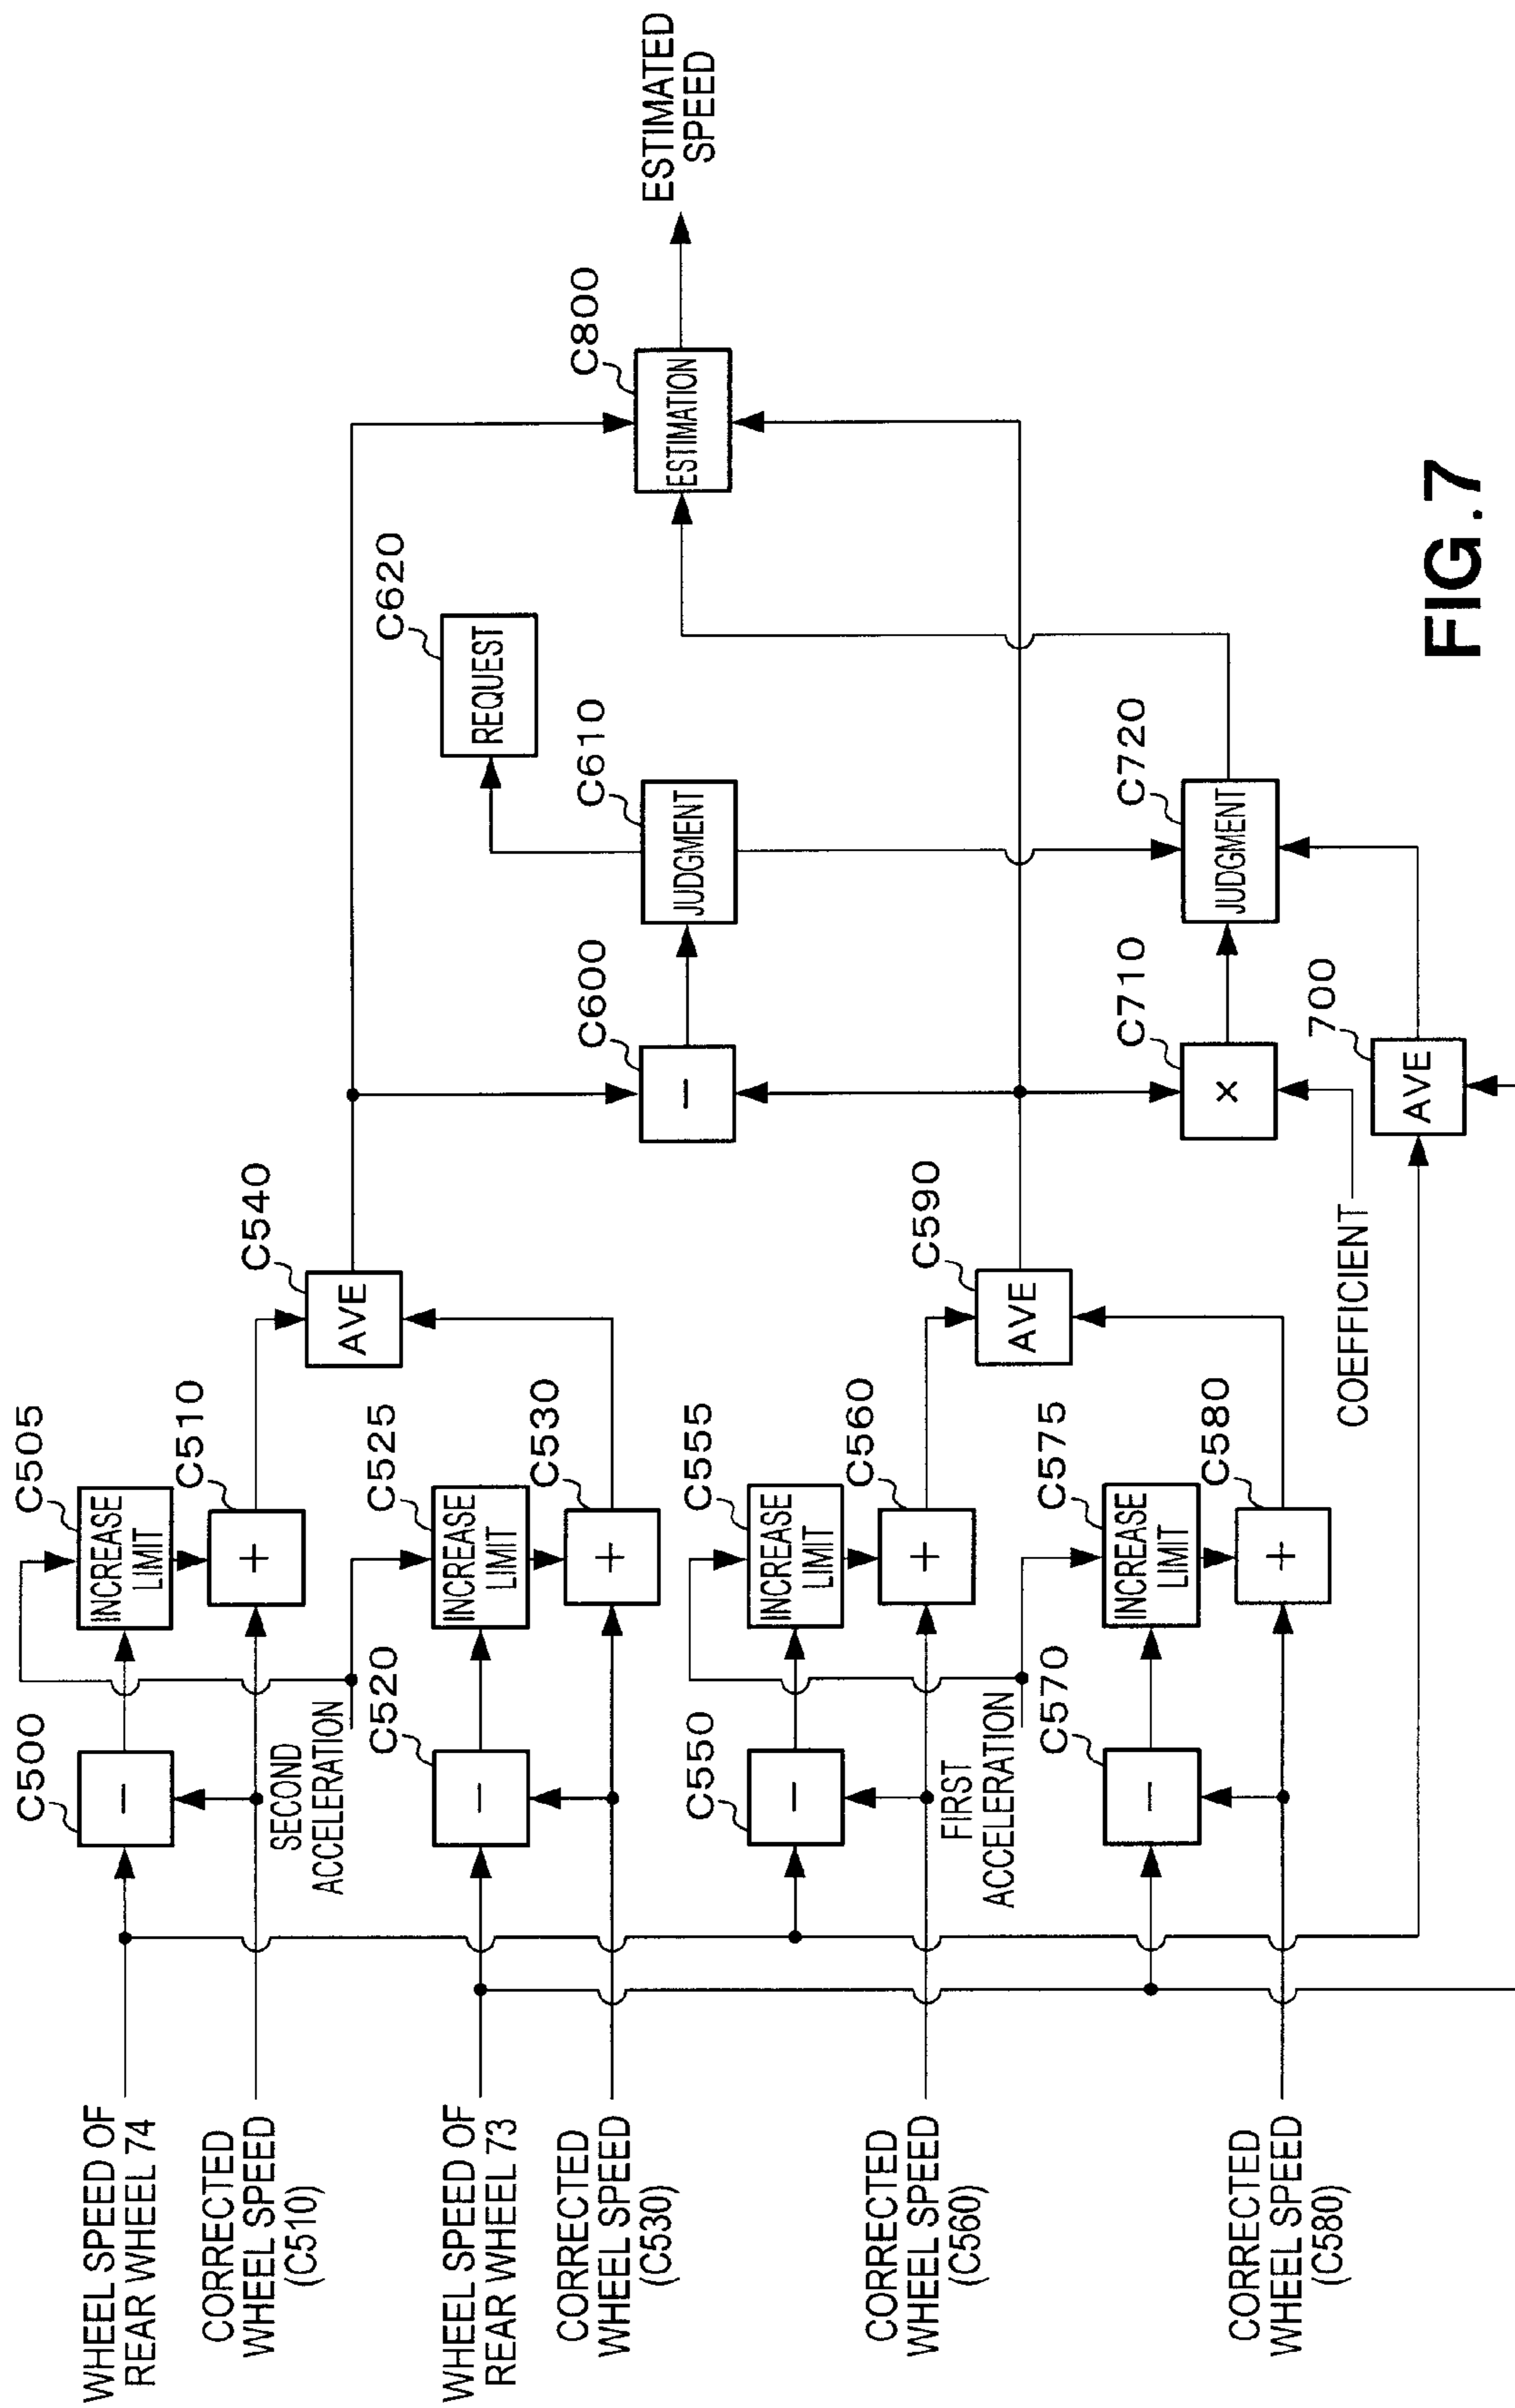 WHEEL SPEED OF
REAR WHEEL 74
CORRECTED
WHEEL SPEED
(C510)
WHEEL SPEED OF
REAR WHEEL 73
CORRECTED
WHEEL SPEED
(C530)
CORRECTED
WHEEL SPEED
(C560)
CORRECTED
WHEEL SPEED
(C580)
C500
−
SECOND
ACCELERATION
C520
−
C550
−
FIRST
ACCELERATION
C570
−
C505
INCREASE
LIMIT
C510
+
C525
INCREASE
LIMIT
C530
+
C555
INCREASE
LIMIT
C560
+
C575
INCREASE
LIMIT
C580
+
C540
AVE
C590
AVE
COEFFICIENT
C600
−
C710
×
700
AVE
C610
JUDGMENT
C720
JUDGMENT
C620
REQUEST
C800
ESTIMATION
ESTIMATED
SPEED
FIG.7